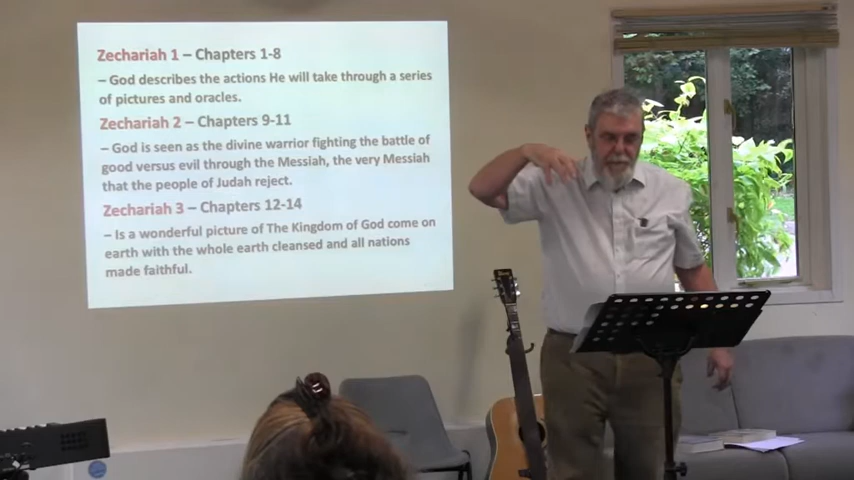 Zechariah 1 – Chapters 1-8
– God describes the actions He will take through a series
of pictures and oracles.
Zechariah 2 – Chapters 9-11
– God is seen as the divine warrior fighting the battle of
good versus evil through the Messiah, the very Messiah
that the people of Judah reject.
Zechariah 3 – Chapters 12-14
– Is a wonderful picture of The Kingdom of God come on
earth with the whole earth cleansed and all nations
made faithful.